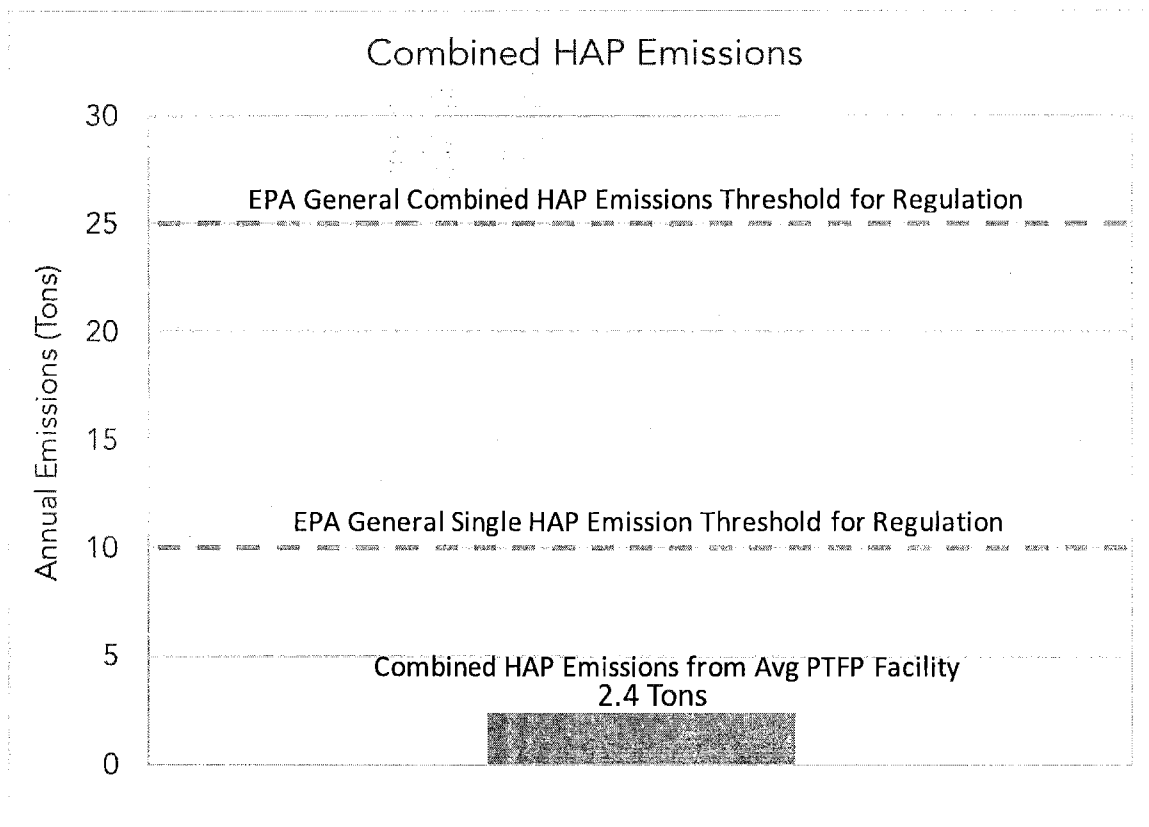 Combined HAP Emissions
30
EPA General Combined HAP Emissions Threshold for Regulation
25
20
Annual Emissions (Tons)
15
EPA General Single HAP Emission Threshold for Regulation
10
5
Combined HAP Emissions from Avg PTFP Facility
2.4 Tons
0